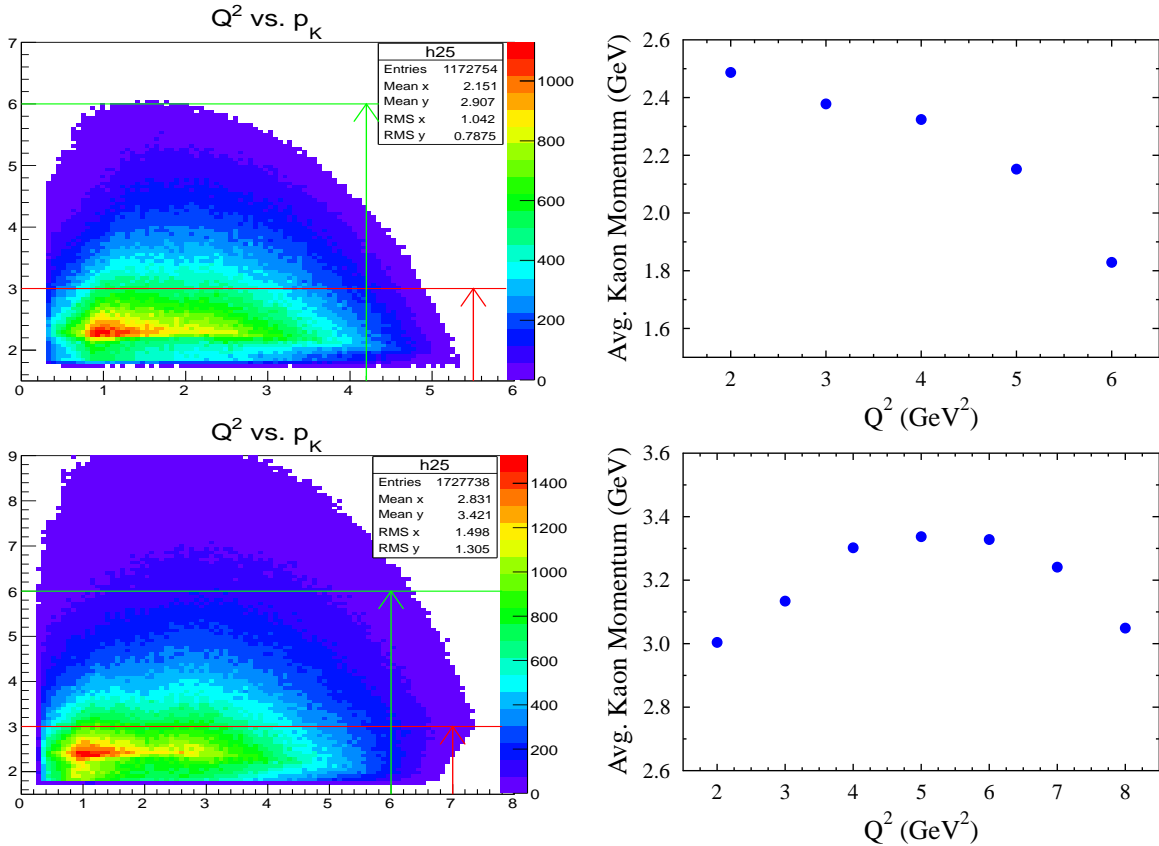 Q² vs. p_K
h25
Entries 1172754
Mean x 2.151
Mean y 2.907
RMS x 1.042
RMS y 0.7875
7
6
5
4
3
2
0 1 2 3 4 5 6
1000
800
600
400
200
0
Avg. Kaon Momentum (GeV)
2.6
2.4
2.2
2.0
1.8
1.6
2 3 4 5 6
Q² (GeV²)
Q² vs. p_K
h25
Entries 1727738
Mean x 2.831
Mean y 3.421
RMS x 1.498
RMS y 1.305
9
8
7
6
5
4
3
2
0 1 2 3 4 5 6 7 8
1400
1200
1000
800
600
400
200
0
Avg. Kaon Momentum (GeV)
3.6
3.4
3.2
3.0
2.8
2.6
2 3 4 5 6 7 8
Q² (GeV²)